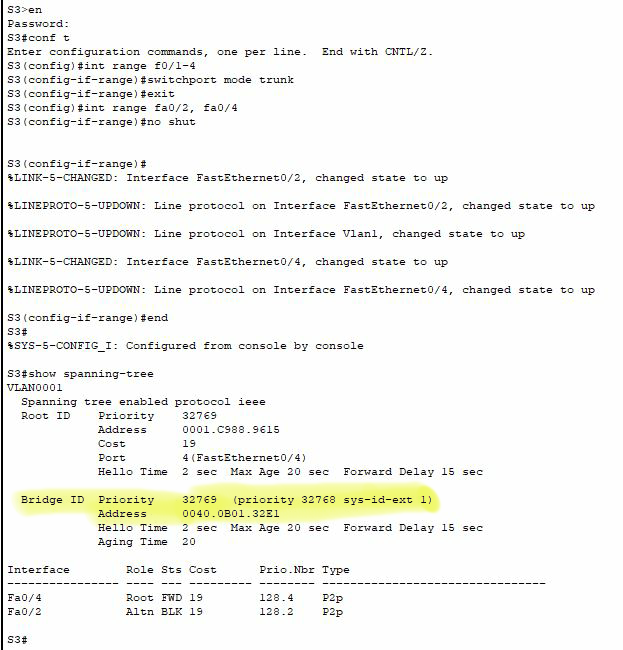 S3>en
Password:
S3#conf t
Enter configuration commands, one per line.  End with CNTL/Z.
S3(config)#int range f0/1-4
S3(config-if-range)#switchport mode trunk
S3(config-if-range)#exit
S3(config)#int range fa0/2, fa0/4
S3(config-if-range)#no shut
S3(config-if-range)#
%LINK-5-CHANGED: Interface FastEthernet0/2, changed state to up
%LINEPROTO-5-UPDOWN: Line protocol on Interface FastEthernet0/2, changed state to up
%LINEPROTO-5-UPDOWN: Line protocol on Interface Vlan1, changed state to up
%LINK-5-CHANGED: Interface FastEthernet0/4, changed state to up
%LINEPROTO-5-UPDOWN: Line protocol on Interface FastEthernet0/4, changed state to up
S3(config-if-range)#end
S3#
%SYS-5-CONFIG_I: Configured from console by console
S3#show spanning-tree
VLAN0001
  Spanning tree enabled protocol ieee
  Root ID    Priority    32769
             Address     0001.C988.9615
             Cost        19
             Port        4(FastEthernet0/4)
             Hello Time  2 sec  Max Age 20 sec  Forward Delay 15 sec
  Bridge ID  Priority    32769  (priority 32768 sys-id-ext 1)
             Address     0040.0B01.32E1
             Hello Time  2 sec  Max Age 20 sec  Forward Delay 15 sec
             Aging Time  20
Interface        Role Sts Cost      Prio.Nbr Type
---------------- ---- --- --------- -------- --------------------------------
Fa0/4            Root FWD 19        128.4    P2p
Fa0/2            Altn BLK 19        128.2    P2p
S3#